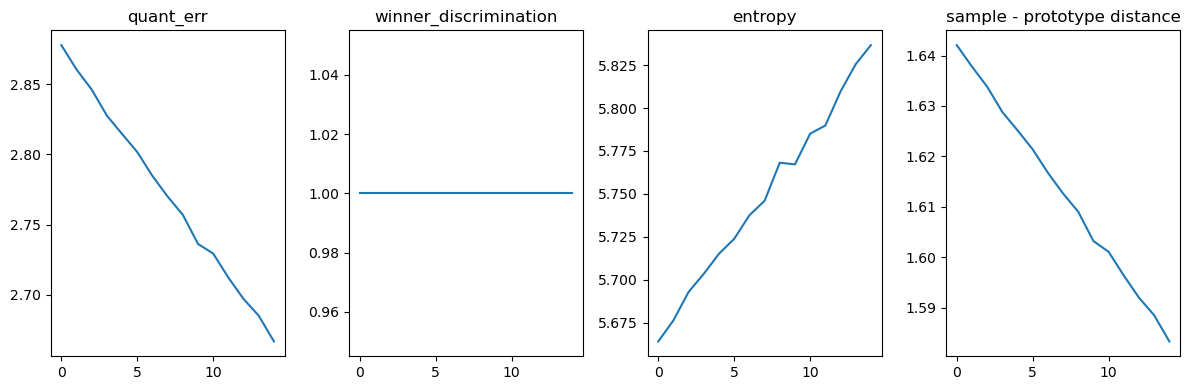 quant_err
2.85
2.80
2.75
2.70
0 5 10
winner_discrimination
1.04
1.02
1.00
0.98
0.96
0 5 10
entropy
5.825
5.800
5.775
5.750
5.725
5.700
5.675
0 5 10
sample - prototype distance
1.64
1.63
1.62
1.61
1.60
1.59
0 5 10